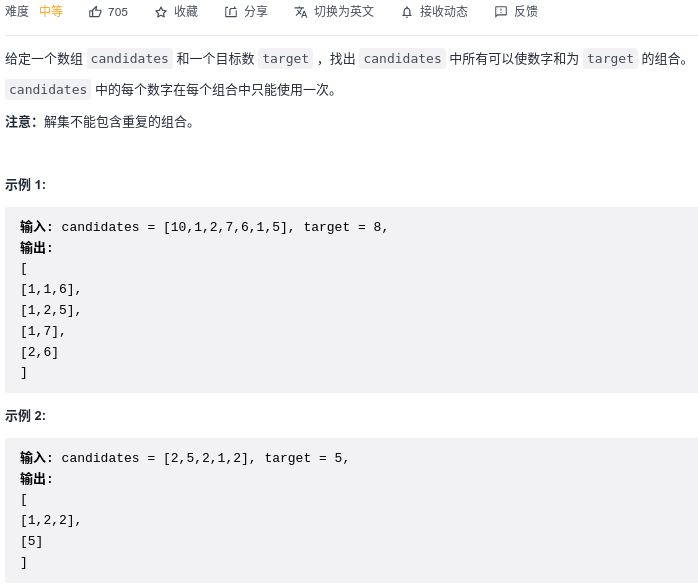 难度 中等 705 收藏 分享 切换为英文 接收动态 反馈
给定一个数组 candidates 和一个目标数 target ，找出 candidates 中所有可以使数字和为 target 的组合。
candidates 中的每个数字在每个组合中只能使用一次。
注意：解集不能包含重复的组合。
示例 1:
输入: candidates = [10,1,2,7,6,1,5], target = 8,
输出:
[
[1,1,6],
[1,2,5],
[1,7],
[2,6]
]
示例 2:
输入: candidates = [2,5,2,1,2], target = 5,
输出:
[
[1,2,2],
[5]
]